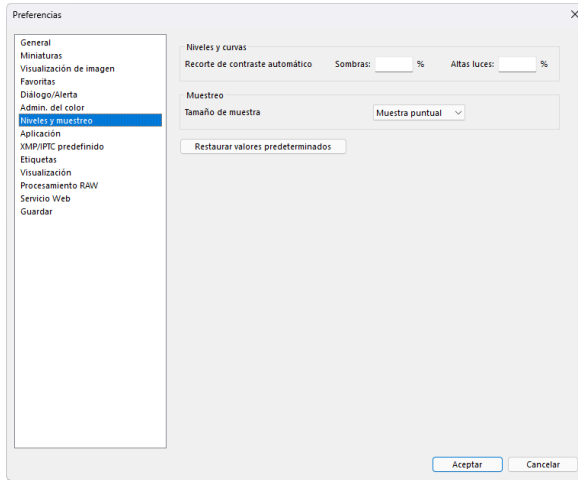 Preferencias
General
Miniaturas
Visualización de imagen
Favoritas
Diálogo/Alerta
Admin. del color
Niveles y muestreo
Aplicación
XMP/IPTC predefinido
Etiquetas
Visualización
Procesamiento RAW
Servicio Web
Guardar
Niveles y curvas
Recorte de contraste automático Sombras: % Altas luces: %
Muestreo
Tamaño de muestra Muestra puntual
Restaurar valores predeterminados
Aceptar Cancelar